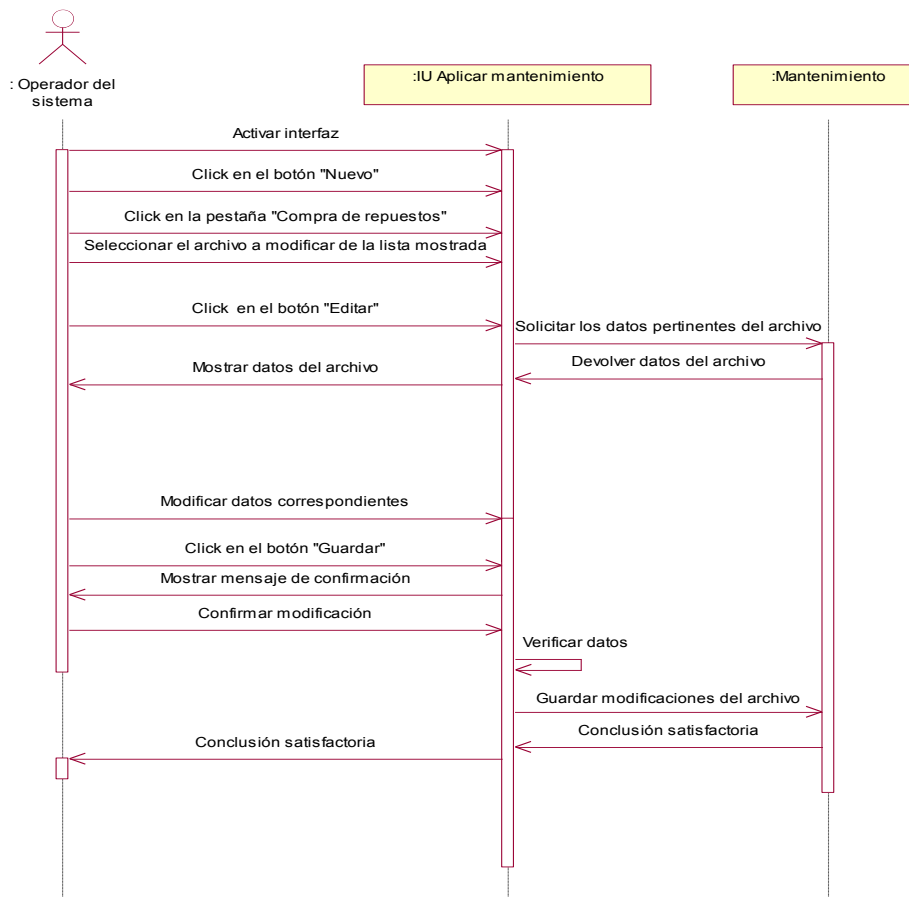 : Operador del
sistema
:IU Aplicar mantenimiento
:Mantenimiento
Activar interfaz
Click en el botón "Nuevo"
Click en la pestaña "Compra de repuestos"
Seleccionar el archivo a modificar de la lista mostrada
Click en el botón "Editar"
Solicitar los datos pertinentes del archivo
Devolver datos del archivo
Mostrar datos del archivo
Modificar datos correspondientes
Click en el botón "Guardar"
Mostrar mensaje de confirmación
Confirmar modificación
Verificar datos
Guardar modificaciones del archivo
Conclusión satisfactoria
Conclusión satisfactoria